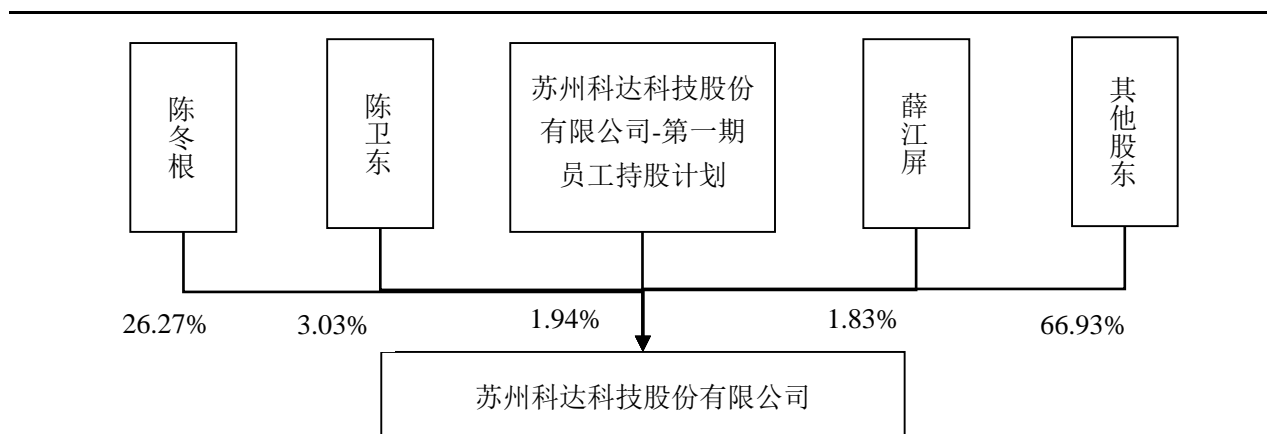 陈冬根
陈卫东
苏州科达科技股份
有限公司-第一期
员工持股计划
薛江屏
其他股东
26.27%
3.03%
1.94%
1.83%
66.93%
苏州科达科技股份有限公司